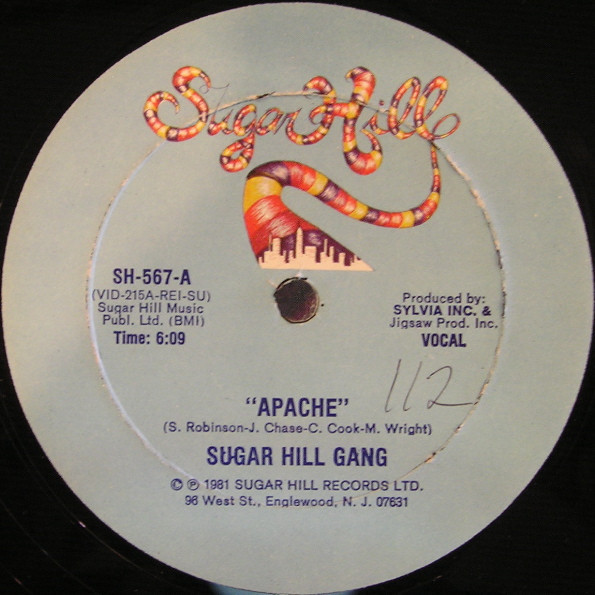 Sugar Hill
SH-567-A
(VID-215A-REI-SU)
Sugar Hill Music
Publ. Ltd. (BMI)
Time: 6:09
Produced by:
SYLVIA INC. &
Jigsaw Prod. Inc.
VOCAL
112
"APACHE"
(S. Robinson-J. Chase-C. Cook-M. Wright)
SUGAR HILL GANG
© ℗ 1981 SUGAR HILL RECORDS LTD.
96 West St., Englewood, N. J. 07631